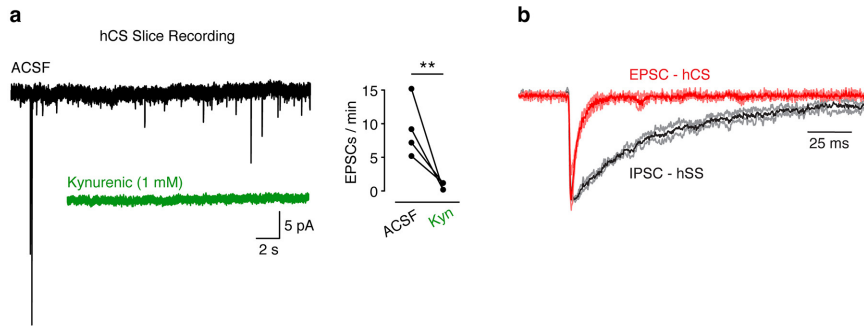 a
hCS Slice Recording
ACSF
Kynurenic (1 mM)
5 pA
2 s
**
15
10
5
0
EPSCs / min
ACSF
Kyn
b
EPSC - hCS
25 ms
IPSC - hSS